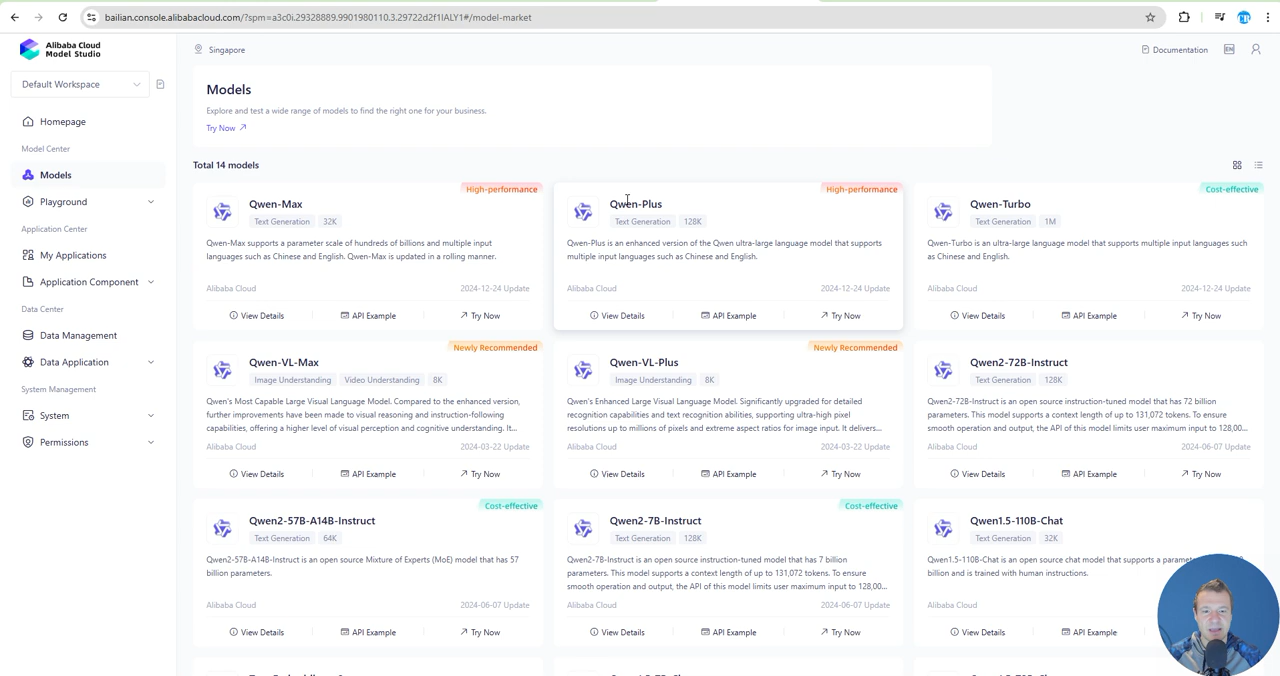 bailian.console.alibabacloud.com/?spm=a3c0i.29328889.9901980110.3.29722d2f1IALY1#/model-market
Alibaba Cloud
Model Studio
Singapore
Documentation
EN
Default Workspace
Homepage
Model Center
Models
Playground
Application Center
My Applications
Application Component
Data Center
Data Management
Data Application
System Management
System
Permissions
Models
Explore and test a wide range of models to find the right one for your business.
Try Now
Total 14 models
High-performance
Qwen-Max
Text Generation 32K
Qwen-Max supports a parameter scale of hundreds of billions and multiple input
languages such as Chinese and English. Qwen-Max is updated in a rolling manner.
Alibaba Cloud 2024-12-24 Update
View Details API Example Try Now
High-performance
Qwen-Plus
Text Generation 128K
Qwen-Plus is an enhanced version of the Qwen ultra-large language model that supports
multiple input languages such as Chinese and English.
Alibaba Cloud 2024-12-24 Update
View Details API Example Try Now
Cost-effective
Qwen-Turbo
Text Generation 1M
Qwen-Turbo is an ultra-large language model that supports multiple input languages such
as Chinese and English.
Alibaba Cloud 2024-12-24 Update
View Details API Example Try Now
Newly Recommended
Qwen-VL-Max
Image Understanding Video Understanding 8K
Qwen's Most Capable Large Visual Language Model. Compared to the enhanced version,
further improvements have been made to visual reasoning and instruction-following
capabilities, offering a higher level of visual perception and cognitive understanding. It...
Alibaba Cloud 2024-03-22 Update
View Details API Example Try Now
Newly Recommended
Qwen-VL-Plus
Image Understanding 8K
Qwen's Enhanced Large Visual Language Model. Significantly upgraded for detailed
recognition capabilities and text recognition abilities, supporting ultra-high pixel
resolutions up to millions of pixels and extreme aspect ratios for image input. It delivers...
Alibaba Cloud 2024-03-22 Update
View Details API Example Try Now
Qwen2-72B-Instruct
Text Generation 128K
Qwen2-72B-Instruct is an open source instruction-tuned model that has 72 billion
parameters. This model supports a context length of up to 131,072 tokens. To ensure
smooth operation and output, the API of this model limits user maximum input to 128,00...
Alibaba Cloud 2024-06-07 Update
View Details API Example Try Now
Cost-effective
Qwen2-57B-A14B-Instruct
Text Generation 64K
Qwen2-57B-A14B-Instruct is an open source Mixture of Experts (MoE) model that has 57
billion parameters.
Alibaba Cloud 2024-06-07 Update
View Details API Example Try Now
Cost-effective
Qwen2-7B-Instruct
Text Generation 128K
Qwen2-7B-Instruct is an open source instruction-tuned model that has 7 billion
parameters. This model supports a context length of up to 131,072 tokens. To ensure
smooth operation and output, the API of this model limits user maximum input to 128,00...
Alibaba Cloud 2024-06-07 Update
View Details API Example Try Now
Qwen1.5-110B-Chat
Text Generation 32K
Qwen1.5-110B-Chat is an open source chat model that supports a
billion and is trained with human instructions.
Alibaba Cloud
View Details API Example